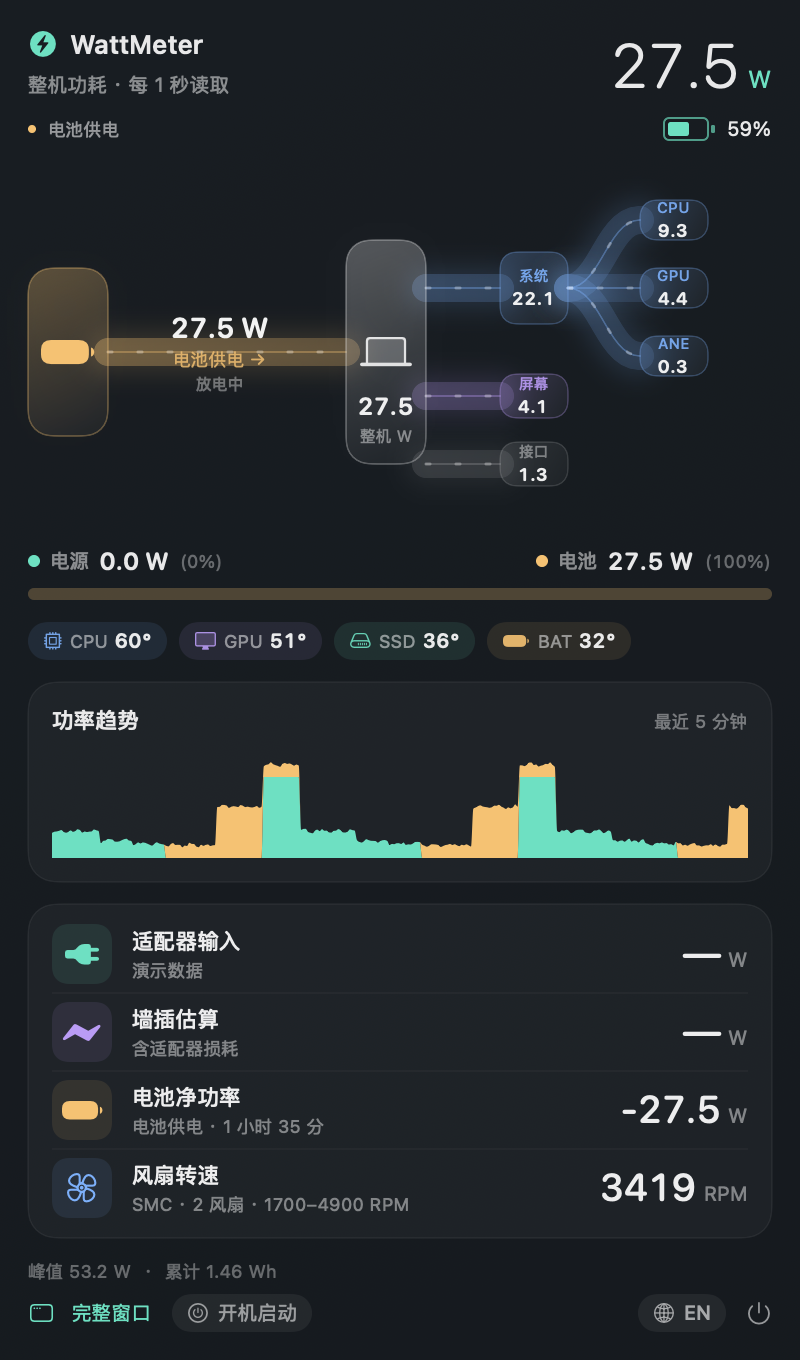 WattMeter
27.5 W
整机功耗 · 每 1 秒读取
电池供电
59%
CPU
9.3
系统
22.1
GPU
4.4
27.5 W
电池供电 →
放电中
ANE
0.3
27.5
整机 W
屏幕
4.1
接口
1.3
电源 0.0 W (0%)
电池 27.5 W (100%)
CPU 60°
GPU 51°
SSD 36°
BAT 32°
功率趋势
最近 5 分钟
适配器输入
演示数据
— W
墙插估算
含适配器损耗
— W
电池净功率
电池供电 · 1 小时 35 分
-27.5 W
风扇转速
SMC · 2 风扇 · 1700–4900 RPM
3419 RPM
峰值 53.2 W · 累计 1.46 Wh
完整窗口
开机启动
EN